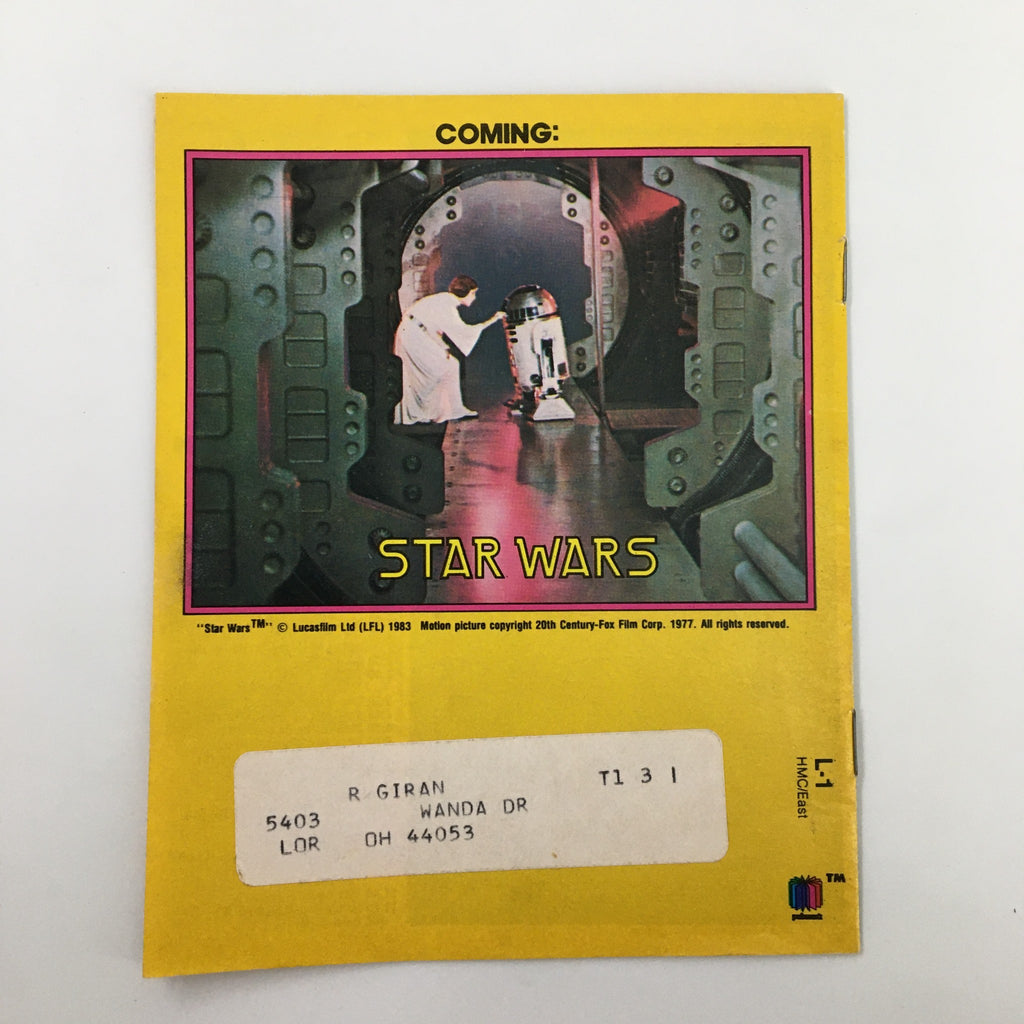 COMING:
STAR WARS
"Star Wars™" © Lucasfilm Ltd (LFL) 1983 Motion picture copyright 20th Century-Fox Film Corp. 1977. All rights reserved.
R GIRAN T1 3 1
5403 WANDA DR
LOR OH 44053
L-1
HMC/East
TM